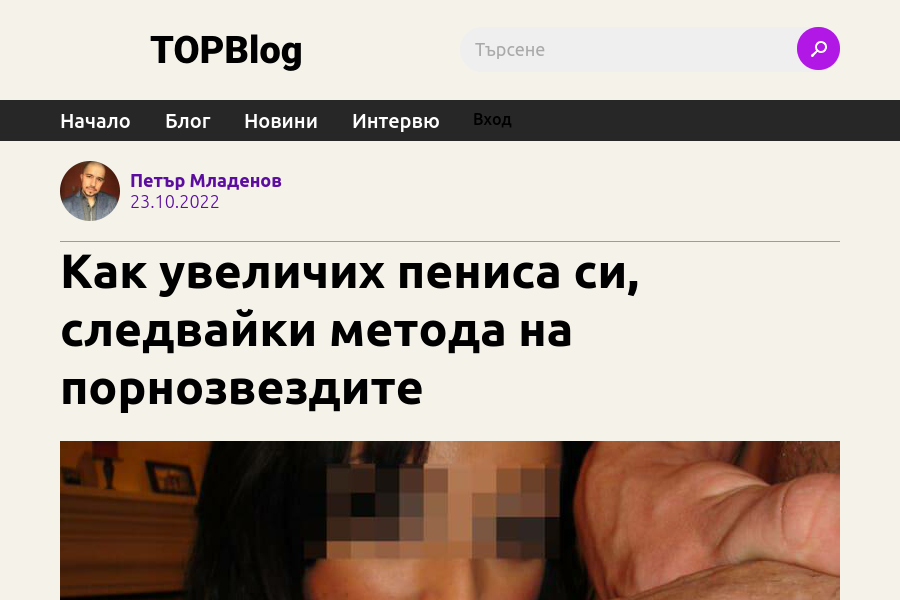 TOPBlog
Търсене
Начало Блог Новини Интервю Вход
Петър Младенов
23.10.2022
Как увеличих пениса си,
следвайки метода на
порнозвездите